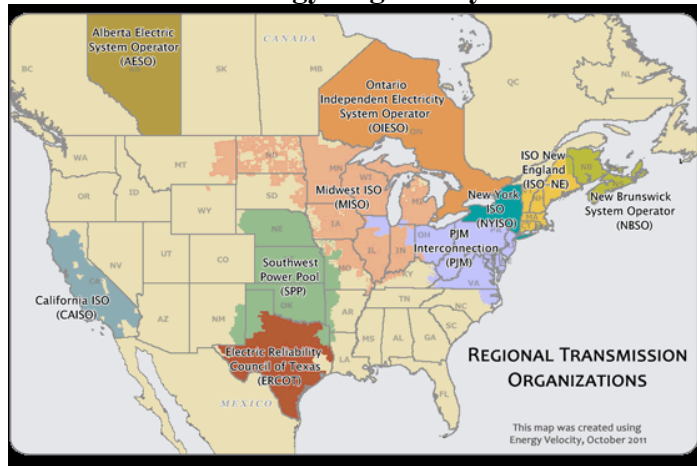 Alberta Electric
System Operator
(AESO)
CANADA
BC
SK
MB
QC
NL
Ontario
Independent Electricity
System Operator
(OIESO)
ON
ISO New
England
(ISO-NE)
NB
New Brunswick
System Operator
(NBSO)
New York
ISO
(NYISO)
WA
MT
ND
MN
OR
ID
SD
WI
MI
Midwest ISO
(MISO)
WY
IA
NE
PJM
Interconnection
(PJM)
PA
OH
IL
IN
NV
UT
CO
MO
KY
VA
Southwest
Power Pool
(SPP)
California ISO
(CAISO)
CA
AZ
NM
OK
AR
TN
NC
SC
MS
AL
GA
LA
FL
Electric Reliability
Council of Texas
(ERCOT)
MEXICO
REGIONAL TRANSMISSION
ORGANIZATIONS
This map was created using
Energy Velocity, October 2011